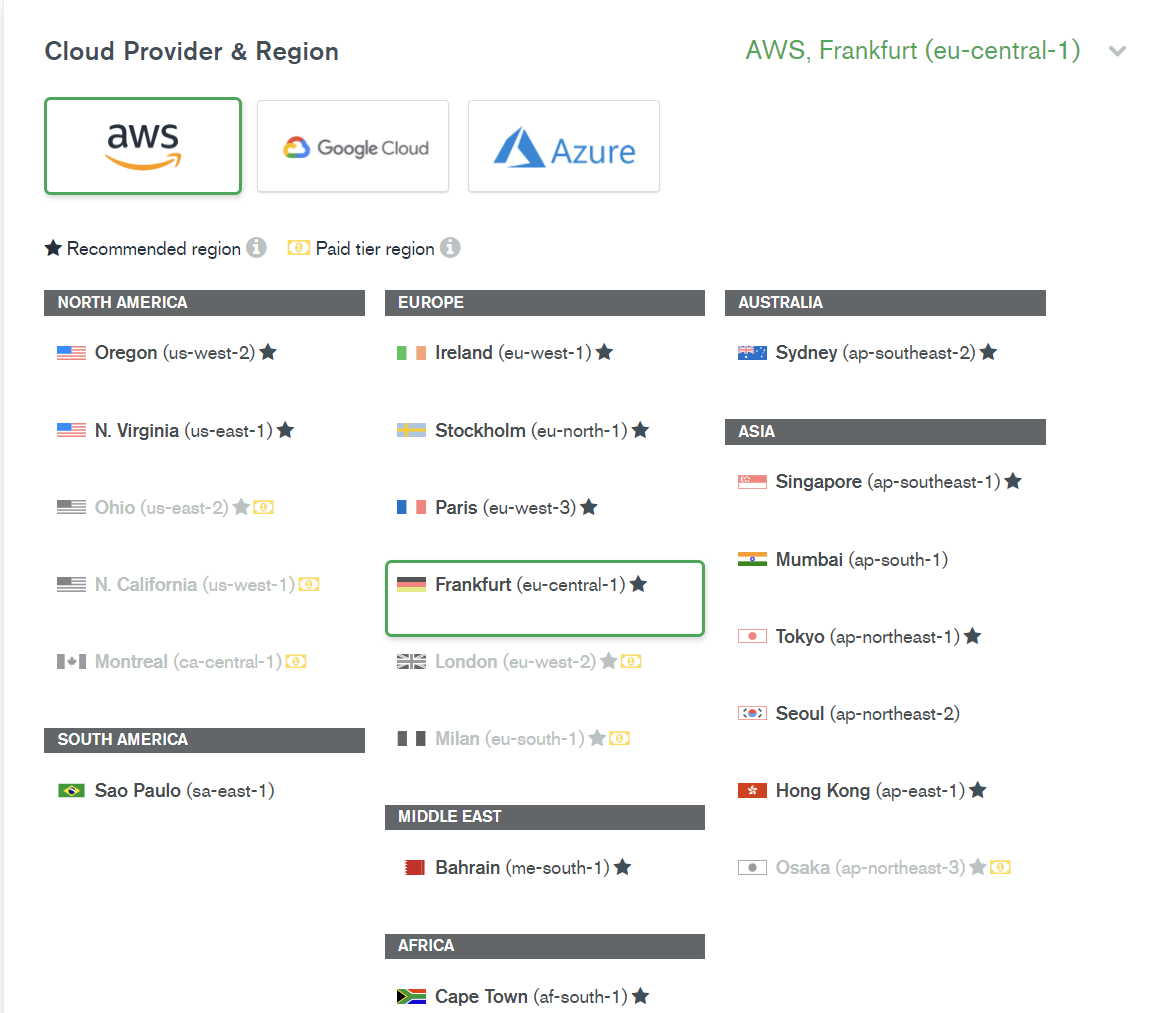 Cloud Provider & Region
AWS, Frankfurt (eu-central-1)
aws
Google Cloud
Azure
Recommended region
Paid tier region
NORTH AMERICA
Oregon (us-west-2)
N. Virginia (us-east-1)
Ohio (us-east-2)
N. California (us-west-1)
Montreal (ca-central-1)
SOUTH AMERICA
Sao Paulo (sa-east-1)
EUROPE
Ireland (eu-west-1)
Stockholm (eu-north-1)
Paris (eu-west-3)
Frankfurt (eu-central-1)
London (eu-west-2)
Milan (eu-south-1)
MIDDLE EAST
Bahrain (me-south-1)
AFRICA
Cape Town (af-south-1)
AUSTRALIA
Sydney (ap-southeast-2)
ASIA
Singapore (ap-southeast-1)
Mumbai (ap-south-1)
Tokyo (ap-northeast-1)
Seoul (ap-northeast-2)
Hong Kong (ap-east-1)
Osaka (ap-northeast-3)